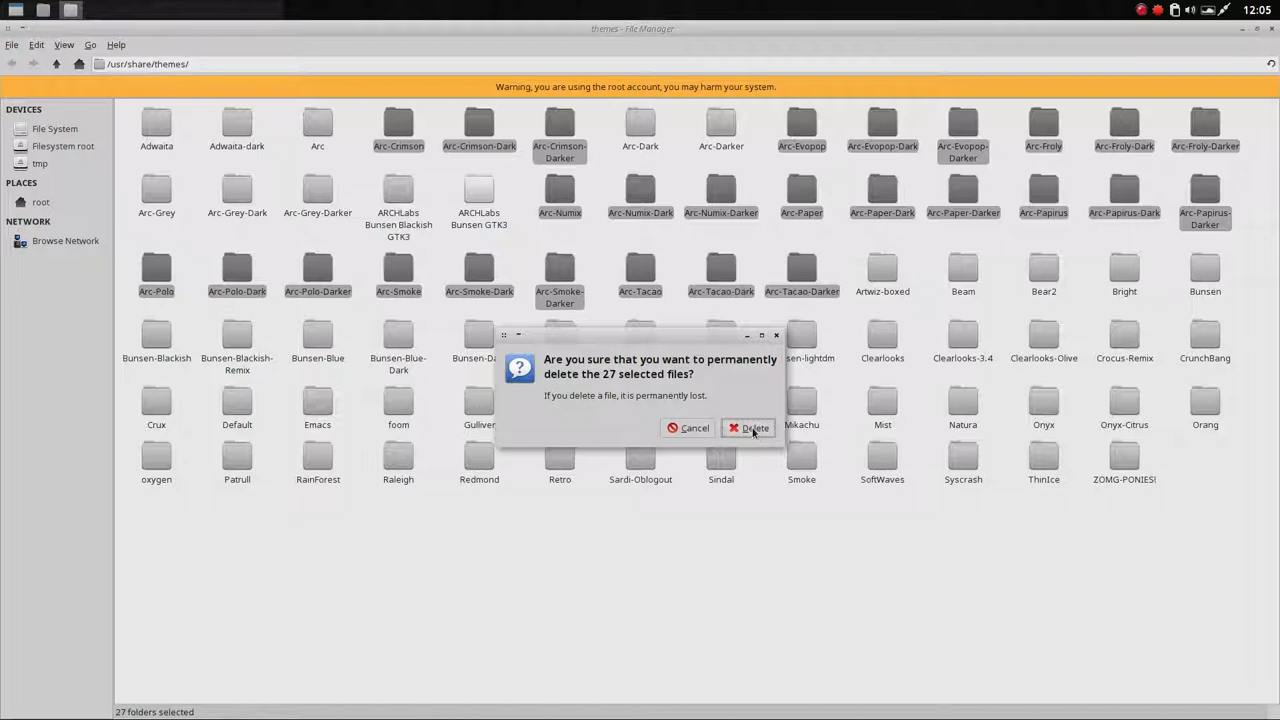 12:05
themes - File Manager
File Edit View Go Help
/usr/share/themes/
Warning, you are using the root account, you may harm your system.
DEVICES
File System
Filesystem root
tmp
PLACES
root
NETWORK
Browse Network
Adwaita Adwaita-dark Arc Arc-Crimson Arc-Crimson-Dark Arc-Crimson- Arc-Dark Arc-Darker Arc-Evopop Arc-Evopop-Dark Arc-Evopop- Arc-Froly Arc-Froly-Dark Arc-Froly-Darker
Darker Darker
Arc-Grey Arc-Grey-Dark Arc-Grey-Darker ARCHLabs ARCHLabs Arc-Numix Arc-Numix-Dark Arc-Numix-Darker Arc-Paper Arc-Paper-Dark Arc-Paper-Darker Arc-Papirus Arc-Papirus-Dark Arc-Papirus-
Bunsen Blackish Bunsen GTK3 Darker
GTK3
Arc-Polo Arc-Polo-Dark Arc-Polo-Darker Arc-Smoke Arc-Smoke-Dark Arc-Smoke- Arc-Tacao Arc-Tacao-Dark Arc-Tacao-Darker Artwiz-boxed Beam Bear2 Bright Bunsen
Darker
Bunsen-Blackish Bunsen-Blackish- Bunsen-Blue Bunsen-Blue- Bunsen-Da sen-lightdm Clearlooks Clearlooks-3.4 Clearlooks-Olive Crocus-Remix CrunchBang
Remix Dark
Crux Default Emacs foom Gulliver Mikachu Mist Natura Onyx Onyx-Citrus Orang
oxygen Patrull RainForest Raleigh Redmond Retro Sardi-Oblogout Sindal Smoke SoftWaves Syscrash ThinIce ZOMG-PONIES!
Are you sure that you want to permanently
delete the 27 selected files?
If you delete a file, it is permanently lost.
Cancel Delete
27 folders selected